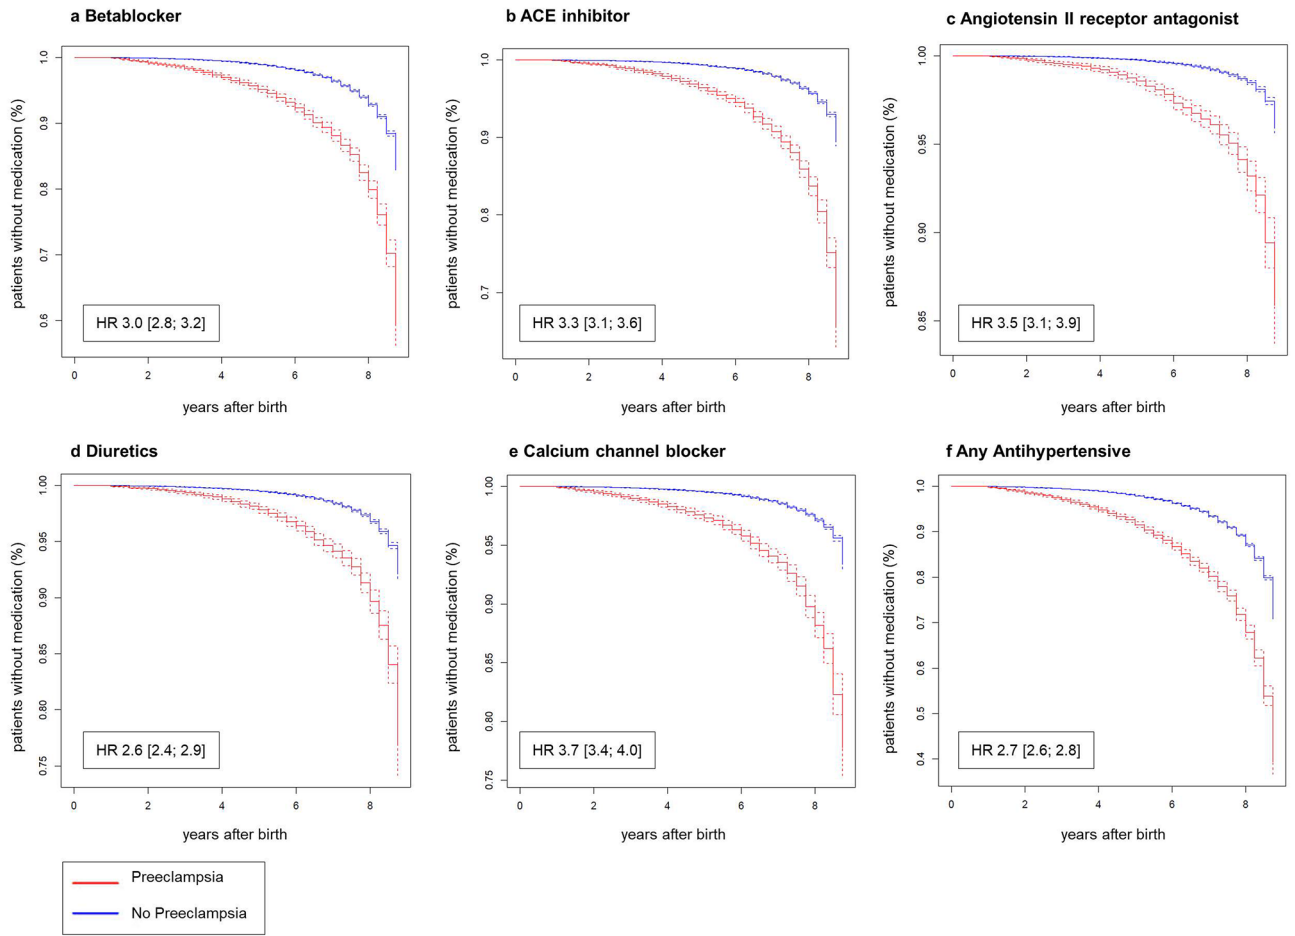 a Betablocker
patients without medication (%)
1.0
0.9
0.8
0.7
0.6
HR 3.0 [2.8; 3.2]
0 2 4 6 8
years after birth
b ACE inhibitor
patients without medication (%)
1.0
0.9
0.8
0.7
HR 3.3 [3.1; 3.6]
0 2 4 6 8
years after birth
c Angiotensin II receptor antagonist
patients without medication (%)
1.00
0.95
0.90
0.85
HR 3.5 [3.1; 3.9]
0 2 4 6 8
years after birth
d Diuretics
patients without medication (%)
1.00
0.95
0.90
0.85
0.80
0.75
HR 2.6 [2.4; 2.9]
0 2 4 6 8
years after birth
e Calcium channel blocker
patients without medication (%)
1.00
0.95
0.90
0.85
0.80
0.75
HR 3.7 [3.4; 4.0]
0 2 4 6 8
years after birth
f Any Antihypertensive
patients without medication (%)
1.0
0.9
0.8
0.7
0.6
0.5
0.4
HR 2.7 [2.6; 2.8]
0 2 4 6 8
years after birth
Preeclampsia
No Preeclampsia